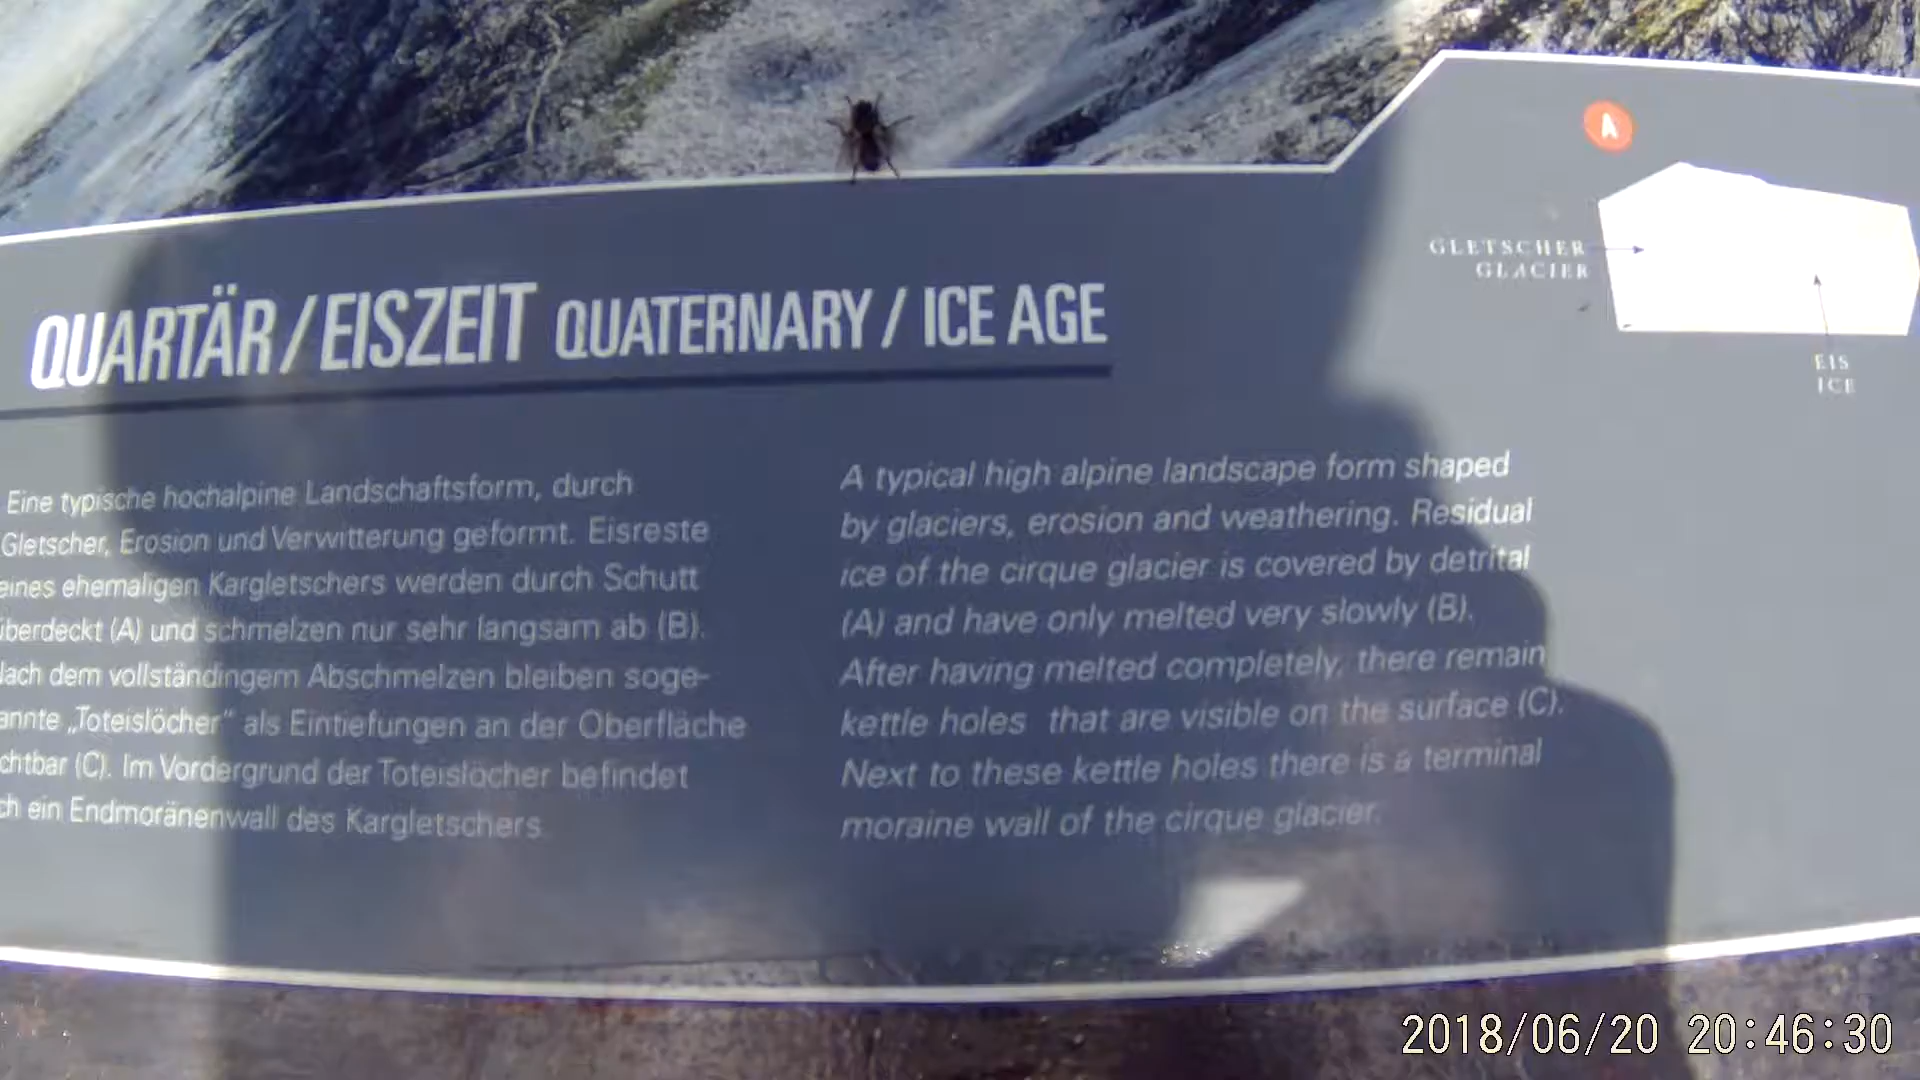 A
GLETSCHER
GLACIER
EIS
ICE
QUARTÄR/EISZEIT QUATERNARY / ICE AGE
Eine typische hochalpine Landschaftsform, durch
Gletscher, Erosion und Verwitterung geformt. Eisreste
eines ehemaligen Kargletschers werden durch Schutt
überdeckt (A) und schmelzen nur sehr langsam ab (B).
dem vollständingem Abschmelzen bleiben soge-
„Toteislöcher“ als Eintiefungen an der Oberfläche
(C). Im Vordergrund der Toteislöcher befindet
ein Endmoränenwall des Kargletschers
A typical high alpine landscape form shaped
by glaciers, erosion and weathering. Residual
ice of the cirque glacier is covered by detrital
(A) and have only melted very slowly (B).
After having melted completely, there remain
kettle holes that are visible on the surface (C).
Next to these kettle holes there is a terminal
moraine wall of the cirque glacier.
2018/06/20 20:46:30